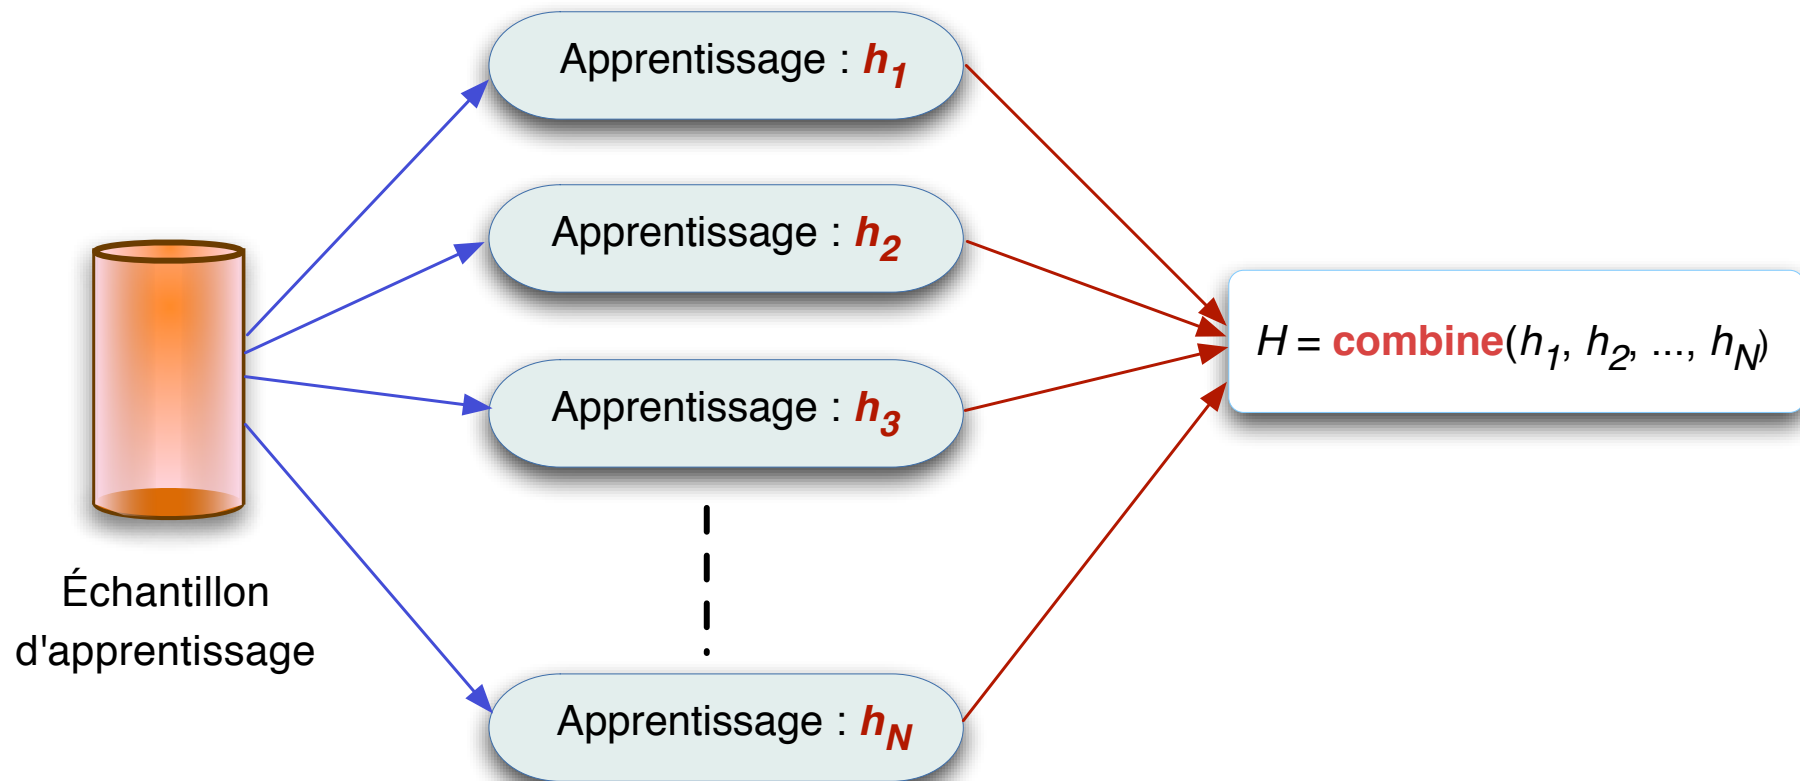 Apprentissage : h1
Apprentissage : h2
Apprentissage : h3
Apprentissage : hN
Échantillon
d'apprentissage
H = combine(h1, h2, ..., hN)